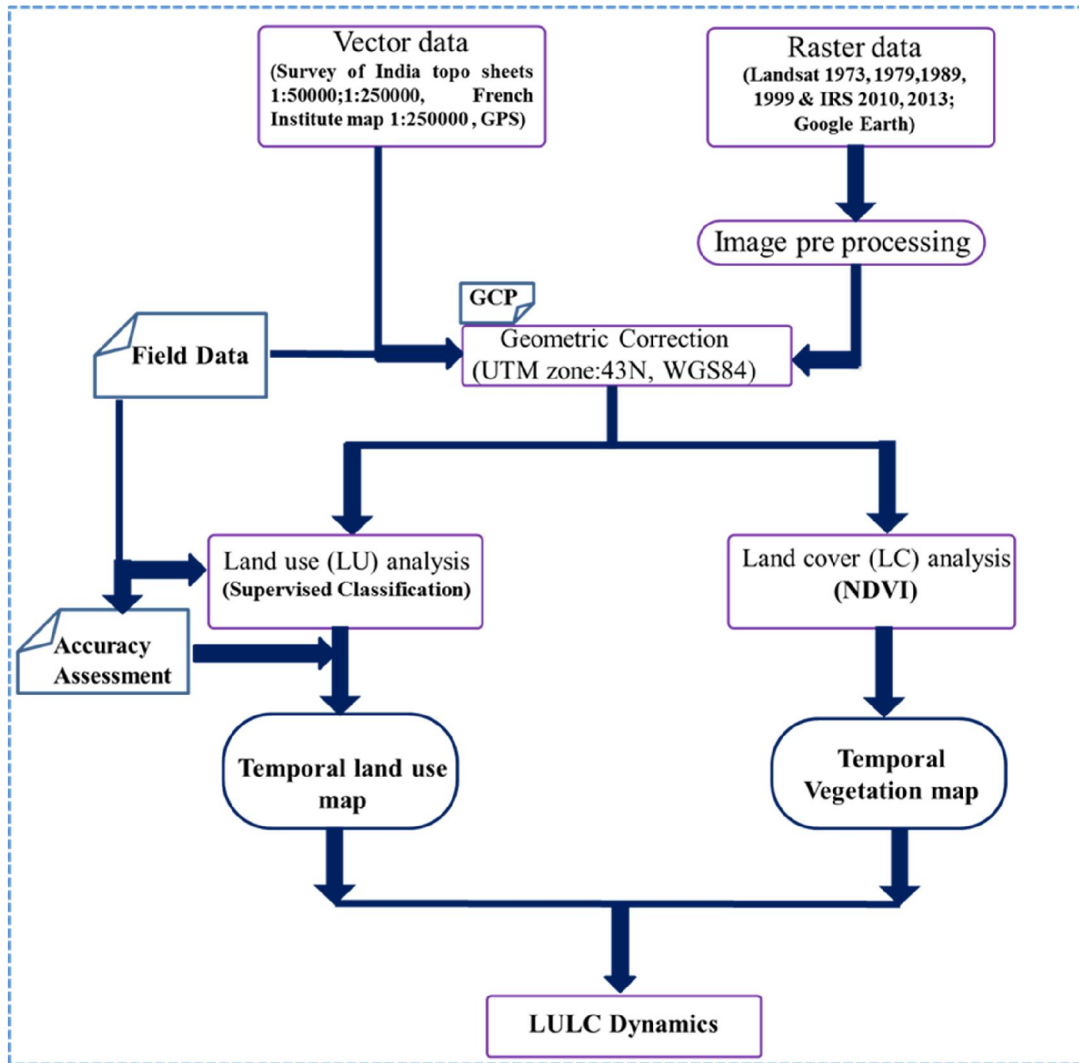 Vector data
(Survey of India topo sheets
1:50000;1:250000, French
Institute map 1:250000 , GPS)
Raster data
(Landsat 1973, 1979,1989,
1999 & IRS 2010, 2013;
Google Earth)
Image pre processing
GCP
Geometric Correction
(UTM zone:43N, WGS84)
Field Data
Land use (LU) analysis
(Supervised Classification)
Land cover (LC) analysis
(NDVI)
Accuracy
Assessment
Temporal land use
map
Temporal
Vegetation map
LULC Dynamics